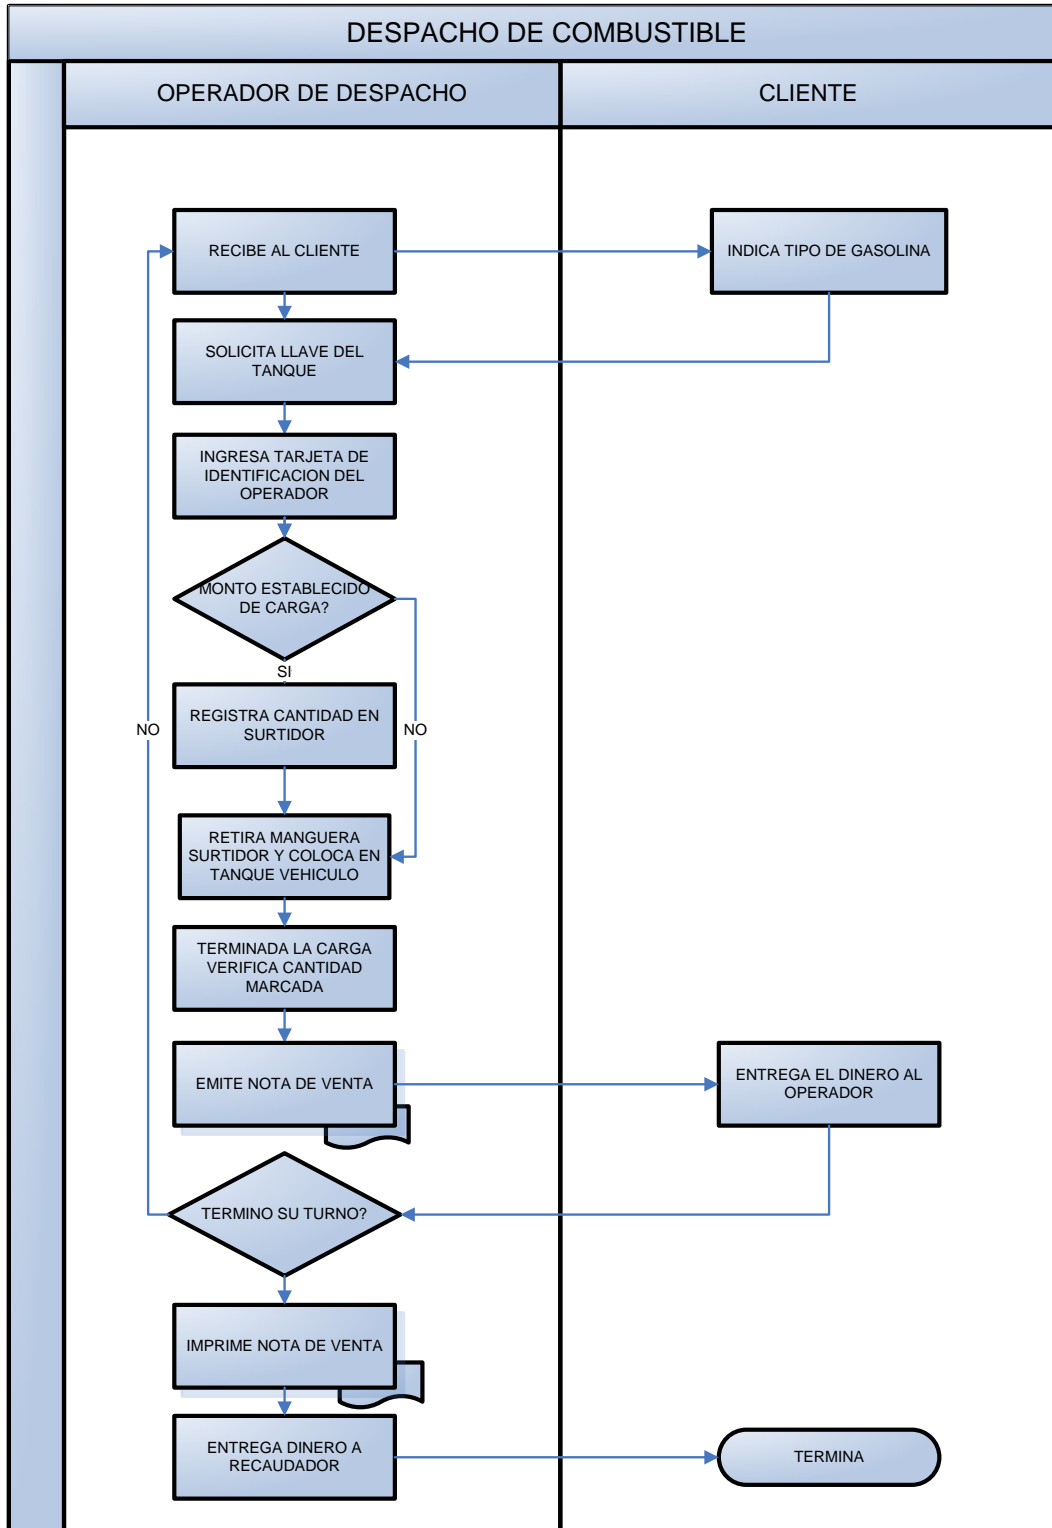 DESPACHO DE COMBUSTIBLE
OPERADOR DE DESPACHO
CLIENTE
RECIBE AL CLIENTE
INDICA TIPO DE GASOLINA
SOLICITA LLAVE DEL
TANQUE
INGRESA TARJETA DE
IDENTIFICACION DEL
OPERADOR
MONTO ESTABLECIDO
DE CARGA?
SI
REGISTRA CANTIDAD EN
SURTIDOR
NO
NO
RETIRA MANGUERA
SURTIDOR Y COLOCA EN
TANQUE VEHICULO
TERMINADA LA CARGA
VERIFICA CANTIDAD
MARCADA
EMITE NOTA DE VENTA
ENTREGA EL DINERO AL
OPERADOR
TERMINO SU TURNO?
IMPRIME NOTA DE VENTA
ENTREGA DINERO A
RECAUDADOR
TERMINA